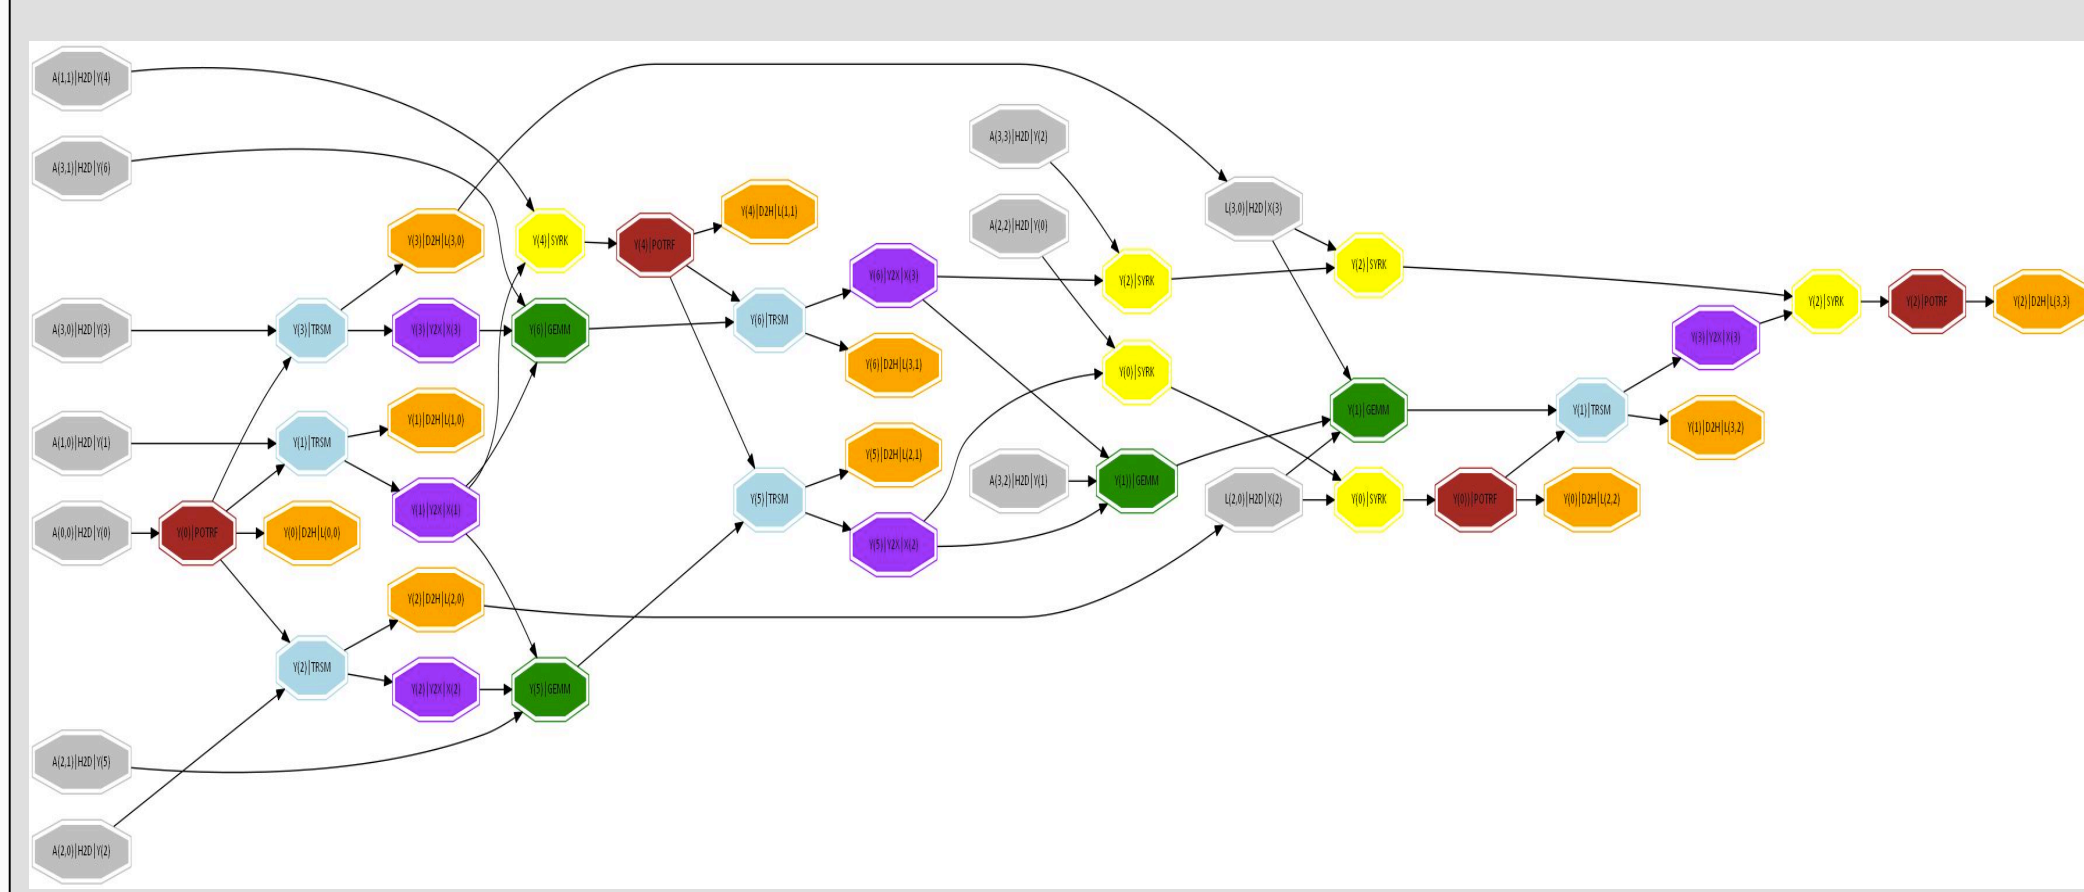 A(1,1)|H2D|Y(4)
A(3,1)|H2D|Y(6)
A(3,0)|H2D|Y(3)
A(1,0)|H2D|Y(1)
A(0,0)|H2D|Y(0)
A(2,1)|H2D|Y(5)
A(2,0)|H2D|Y(2)
Y(0)|POTRF
Y(3)|TRSM
Y(1)|TRSM
Y(0)|D2H|L(0,0)
Y(2)|TRSM
Y(3)|D2H|L(3,0)
Y(3)|Y2X|X(3)
Y(1)|D2H|L(1,0)
Y(1)|Y2X|X(1)
Y(2)|D2H|L(2,0)
Y(2)|Y2X|X(2)
Y(4)|SYRK
Y(6)|GEMM
Y(5)|GEMM
Y(4)|POTRF
Y(4)|D2H|L(1,1)
Y(6)|TRSM
Y(5)|TRSM
Y(6)|Y2X|X(3)
Y(6)|D2H|L(3,1)
Y(5)|D2H|L(2,1)
Y(5)|Y2X|X(2)
A(3,3)|H2D|Y(2)
A(2,2)|H2D|Y(0)
A(3,2)|H2D|Y(1)
Y(2)|SYRK
Y(0)|SYRK
Y(1))|GEMM
L(3,0)|H2D|X(3)
L(2,0)|H2D|X(2)
Y(2)|SYRK
Y(1)|GEMM
Y(0)|SYRK
Y(0))|POTRF
Y(1)|TRSM
Y(0)|D2H|L(2,2)
Y(3)|Y2X|X(3)
Y(1)|D2H|L(3,2)
Y(2)|SYRK
Y(2)|POTRF
Y(2)|D2H|L(3,3)